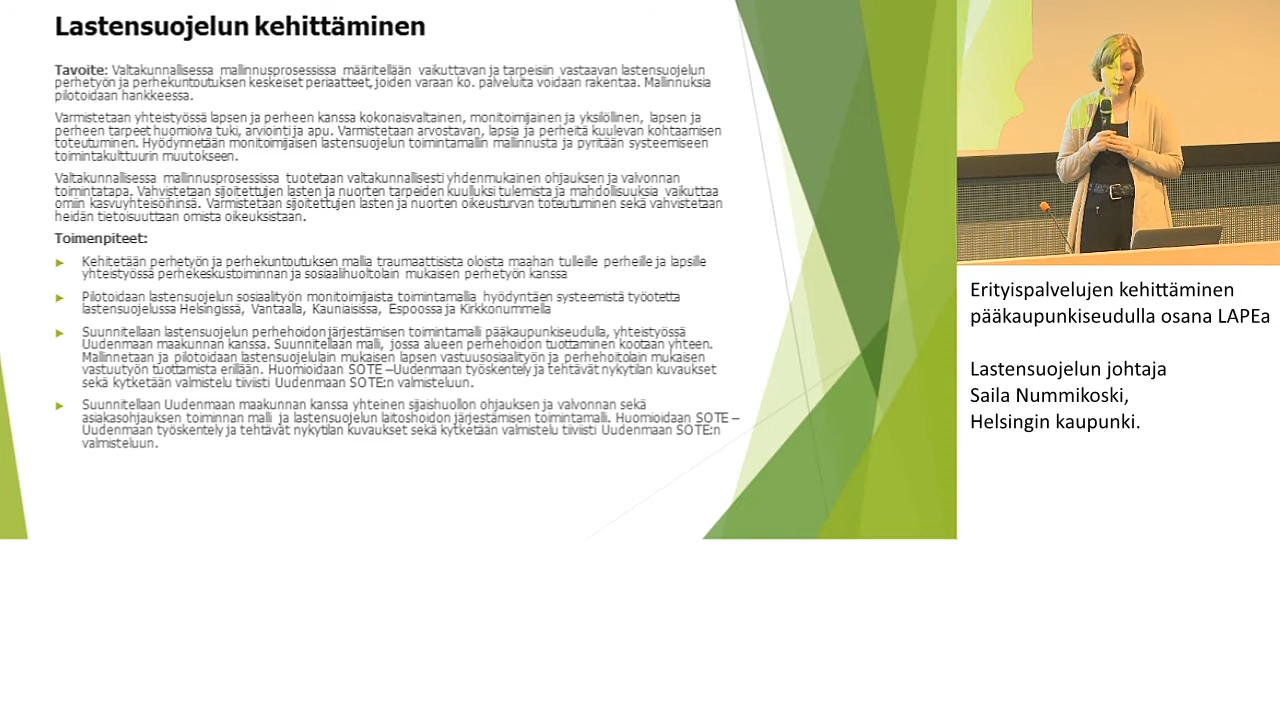 Lastensuojelun kehittäminen
Tavoite: Valtakunnallisessa mallinnusprosessissa määritellään vaikuttavan ja tarpeisiin vastaavan lastensuojelun
perhetyön ja perhekuntoutuksen keskeiset periaatteet, joiden varaan ko. palveluita voidaan rakentaa. Mallinnuksia
pilotoidaan hankkeessa.
Varmistetaan yhteistyössä lapsen ja perheen kanssa kokonaisvaltainen, monitoimijainen ja yksilöllinen, lapsen ja
perheen tarpeet huomioiva tuki, arviointi ja apu. Varmistetaan arvostavan, lapsia ja perheitä kuulevan kohtaamisen
toteutuminen. Hyödynnetään monitoimijaisen lastensuojelun toimintamallin mallinnusta ja pyritään systeemiseen
toimintakulttuurin muutokseen.
Valtakunnallisessa mallinnusprosessissa tuotetaan valtakunnallisesti yhdenmukainen ohjauksen ja valvonnan
toimintatapa. Vahvistetaan sijoitettujen lasten ja nuorten tarpeiden kuulluksi tulemista ja mahdollisuuksia vaikuttaa
omiin kasvuyhteisöihinsä. Varmistetaan sijoitettujen lasten ja nuorten oikeusturvan toteutuminen sekä vahvistetaan
heidän tietoisuuttaan omista oikeuksistaan.
Toimenpiteet:
Kehitetään perhetyön ja perhekuntoutuksen mallia traumaattisista oloista maahan tulleille perheille ja lapsille
yhteistyössä perhekeskustoiminnan ja sosiaalihuoltolain mukaisen perhetyön kanssa
Pilotoidaan lastensuojelun sosiaalityön monitoimijaista toimintamallia hyödyntäen systeemistä työotetta
lastensuojelussa Helsingissä, Vantaalla, Kauniaisissa, Espoossa ja Kirkkonummella
Suunnitellaan lastensuojelun perhehoidon järjestämisen toimintamalli pääkaupunkiseudulla, yhteistyössä
Uudenmaan maakunnan kanssa. Suunnitellaan malli, jossa alueen perhehoidon tuottaminen kootaan yhteen.
Mallinnetaan ja pilotoidaan lastensuojelulain mukaisen lapsen vastuusosiaalityön ja perhehoitolain mukaisen
vastuutyön tuottamista erillään. Huomioidaan SOTE –Uudenmaan työskentely ja tehtävät nykytilan kuvaukset
sekä kytketään valmistelu tiiviisti Uudenmaan SOTE:n valmisteluun.
Suunnitellaan Uudenmaan maakunnan kanssa yhteinen sijaishuollon ohjauksen ja valvonnan sekä
asiakasohjauksen toiminnan malli ja lastensuojelun laitoshoidon järjestämisen toimintamalli. Huomioidaan SOTE –
Uudenmaan työskentely ja tehtävät nykytilan kuvaukset sekä kytketään valmistelu tiiviisti Uudenmaan SOTE:n
valmisteluun.
Erityispalvelujen kehittäminen
pääkaupunkiseudulla osana LAPEa
Lastensuojelun johtaja
Saila Nummikoski,
Helsingin kaupunki.